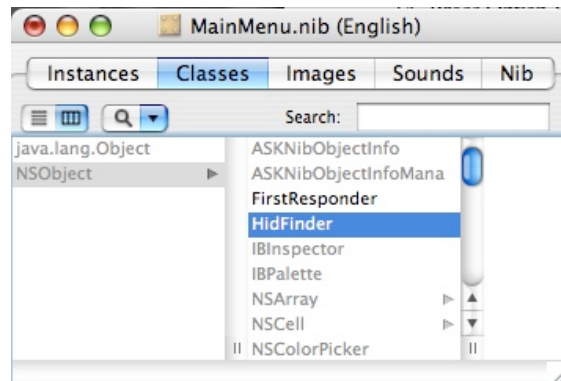 MainMenu.nib (English)
Instances Classes Images Sounds Nib
Search:
java.lang.Object
NSObject
ASKNibObjectInfo
ASKNibObjectInfoMana
FirstResponder
HidFinder
IBInspector
IBPalette
NSArray
NSCell
NSColorPicker